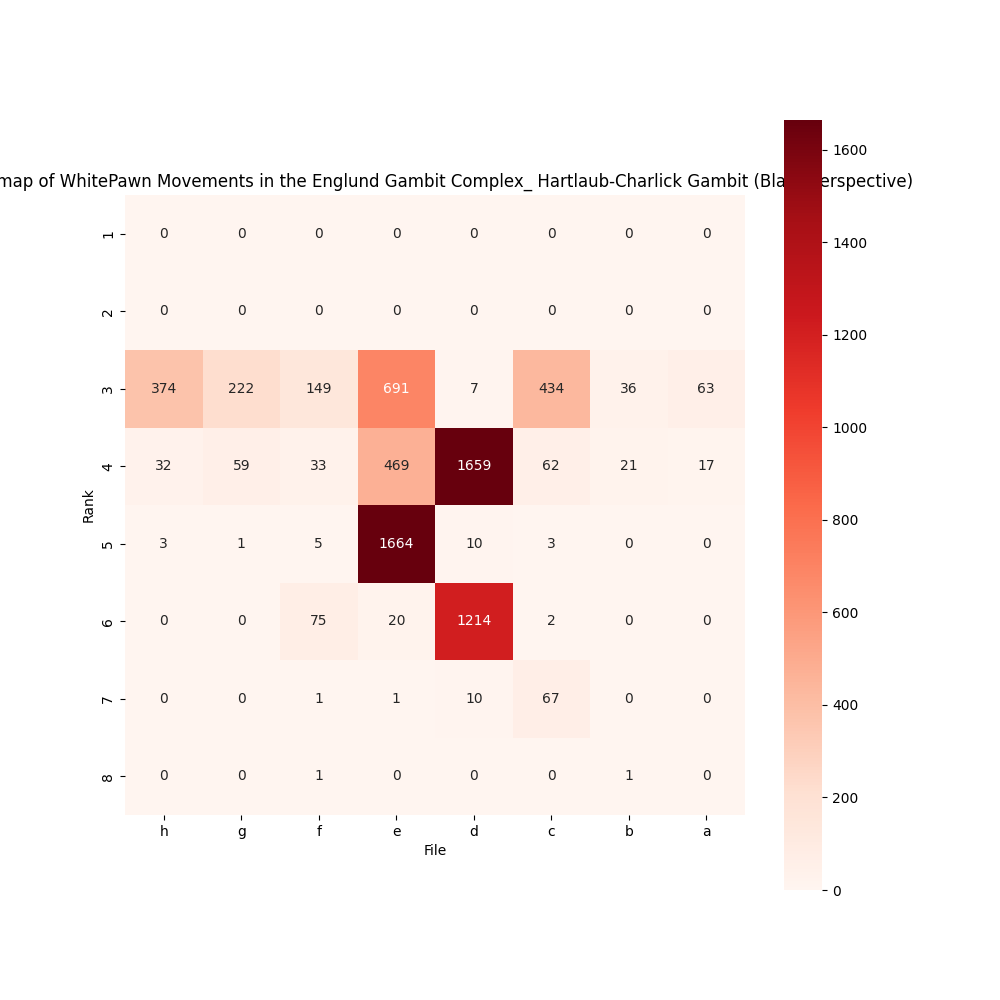 map of WhitePawn Movements in the Englund Gambit Complex_ Hartlaub-Charlick Gambit (Bla erspective)
1 0 0 0 0 0 0 0 0
2 0 0 0 0 0 0 0 0
3 374 222 149 691 7 434 36 63
4 32 59 33 469 1659 62 21 17
5 3 1 5 1664 10 3 0 0
6 0 0 75 20 1214 2 0 0
7 0 0 1 1 10 67 0 0
8 0 0 1 0 0 0 1 0
h g f e d c b a
File
Rank
1600
1400
1200
1000
800
600
400
200
0